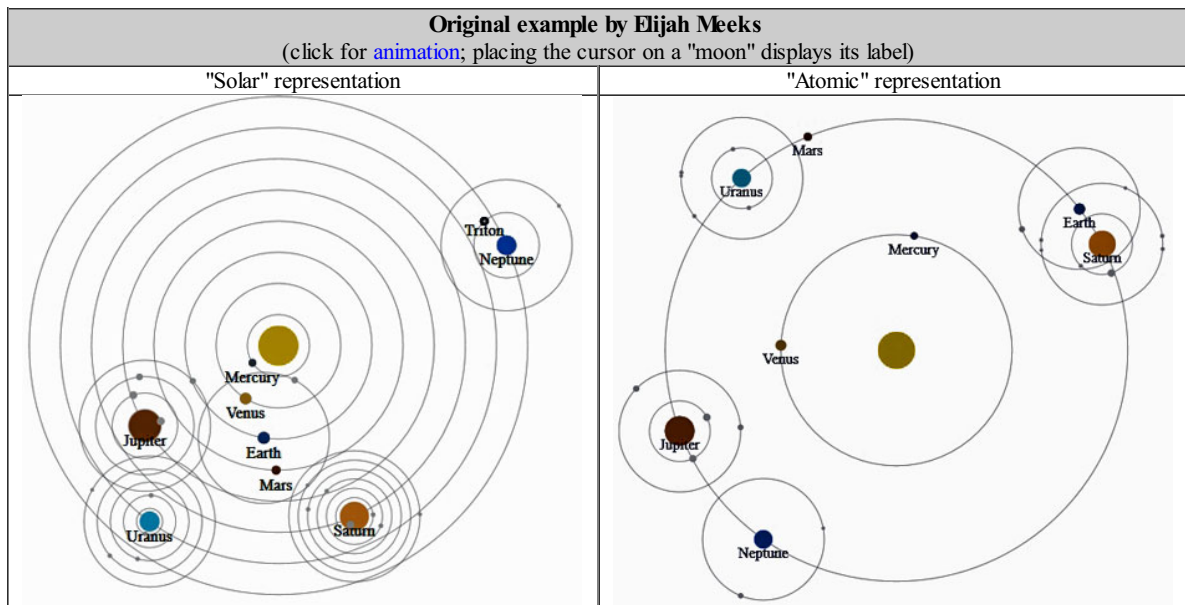 Original example by Elijah Meeks
(click for animation; placing the cursor on a "moon" displays its label)
"Solar" representation
"Atomic" representation
Triton
Neptune
Mercury
Venus
Jupiter
Earth
Mars
Uranus
Saturn
Mars
Uranus
Earth
Mercury
Saturn
Venus
Jupiter
Neptune